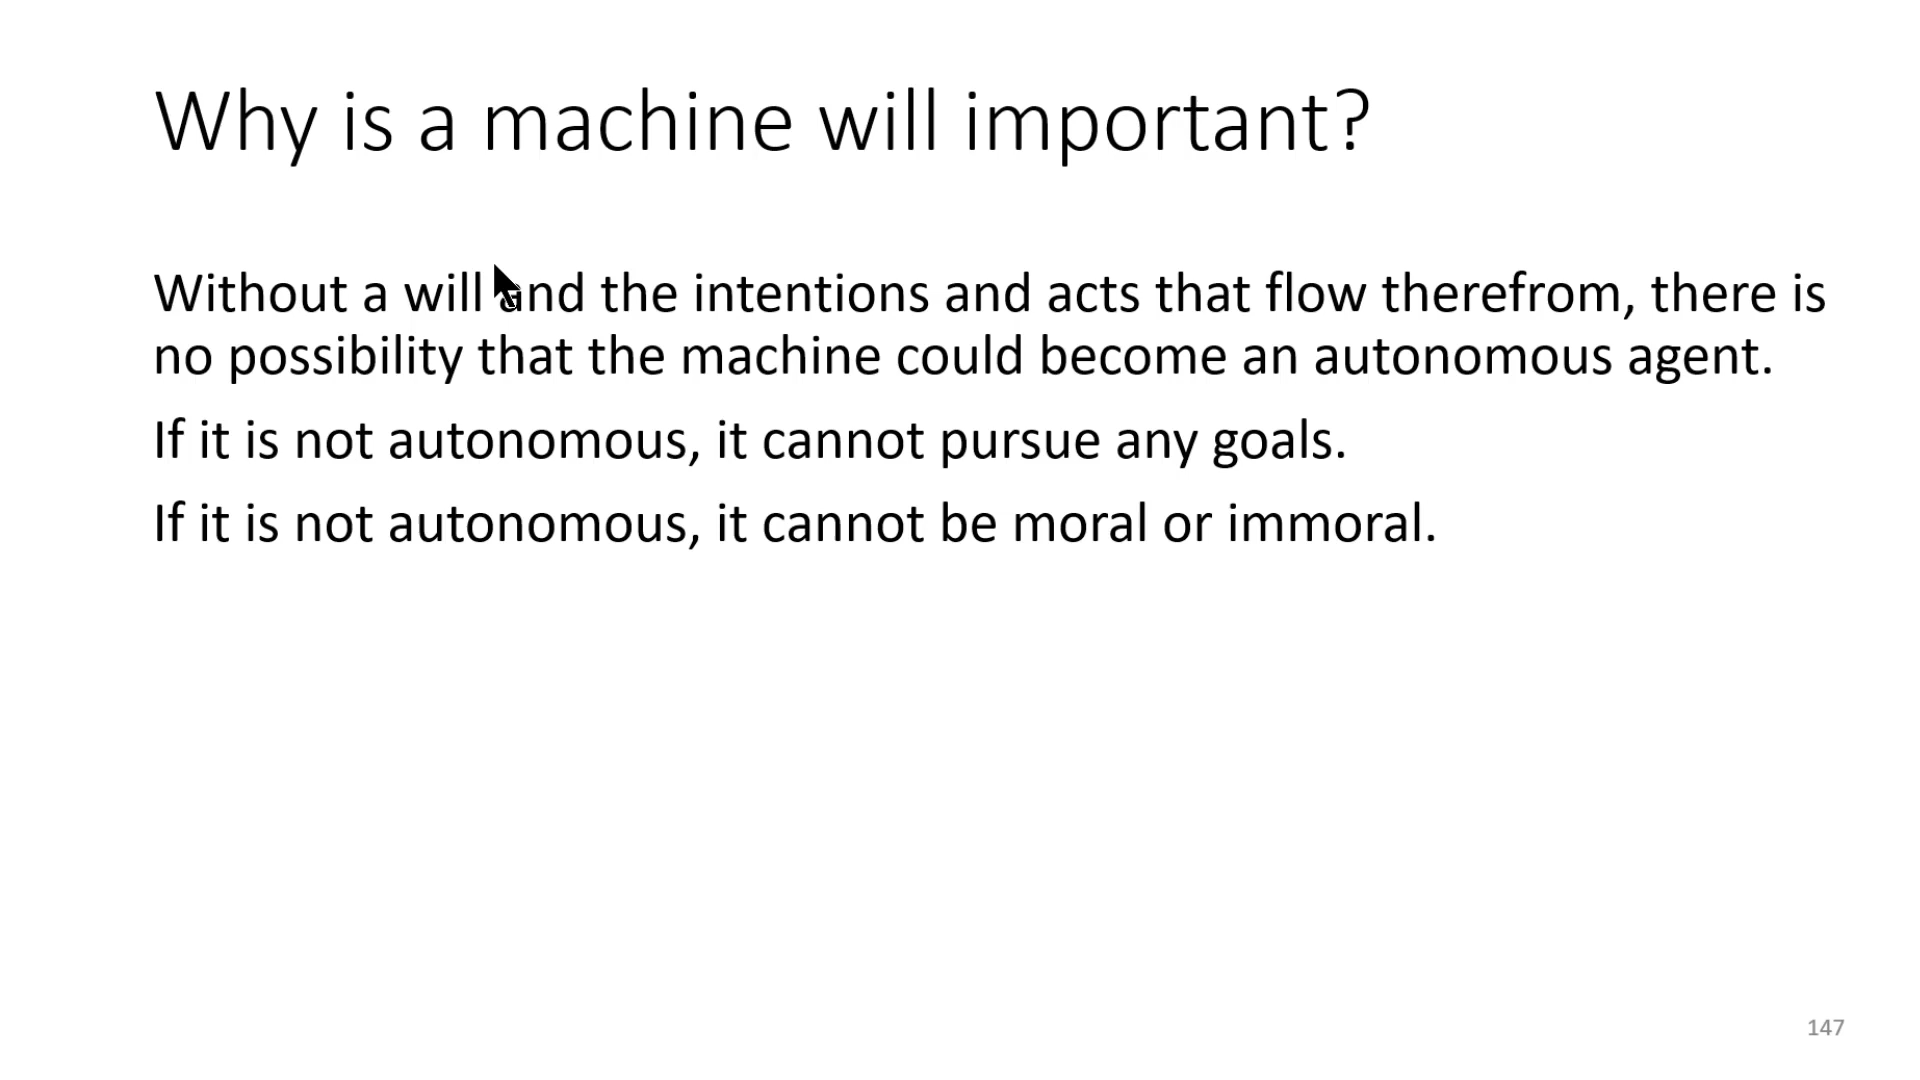 Why is a machine will important?
Without a will and the intentions and acts that flow therefrom, there is
no possibility that the machine could become an autonomous agent.
If it is not autonomous, it cannot pursue any goals.
If it is not autonomous, it cannot be moral or immoral.
147